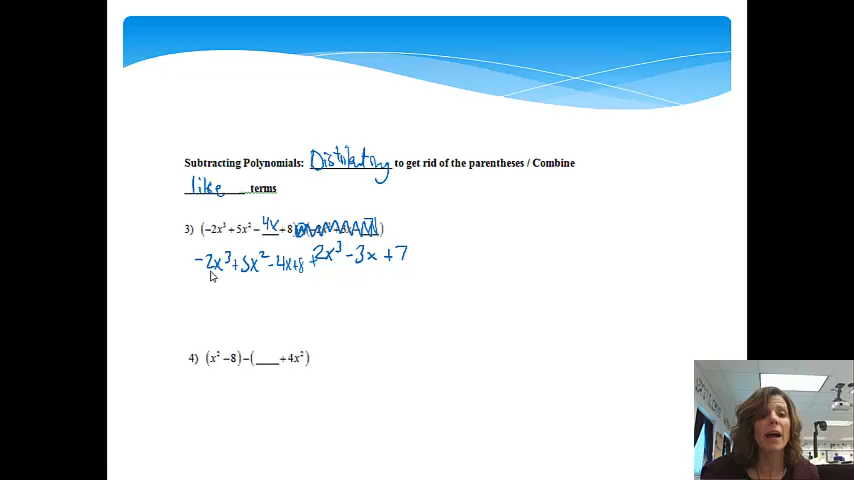 Subtracting Polynomials: Distributing to get rid of the parentheses / Combine
like terms
3) (−2x³ + 5x² − 4x + 8)
-2x³ + 5x² - 4x + 8 + 2x³ - 3x + 7
4) (x² − 8) − ( ___ + 4x²)